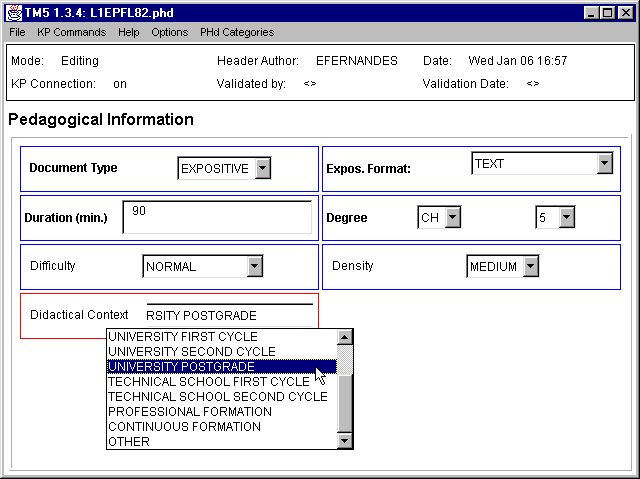 TM5 1.3.4: L1EPFL82.phd
File KP Commands Help Options PHd Categories
Mode: Editing Header Author: EFERNANDES Date: Wed Jan 06 16:57
KP Connection: on Validated by: <> Validation Date: <>
Pedagogical Information
Document Type EXPOSITIVE Expos. Format: TEXT
Duration (min.) 90 Degree CH 5
Difficulty NORMAL Density MEDIUM
Didactical Context RSITY POSTGRADE
UNIVERSITY FIRST CYCLE
UNIVERSITY SECOND CYCLE
UNIVERSITY POSTGRADE
TECHNICAL SCHOOL FIRST CYCLE
TECHNICAL SCHOOL SECOND CYCLE
PROFESSIONAL FORMATION
CONTINUOUS FORMATION
OTHER